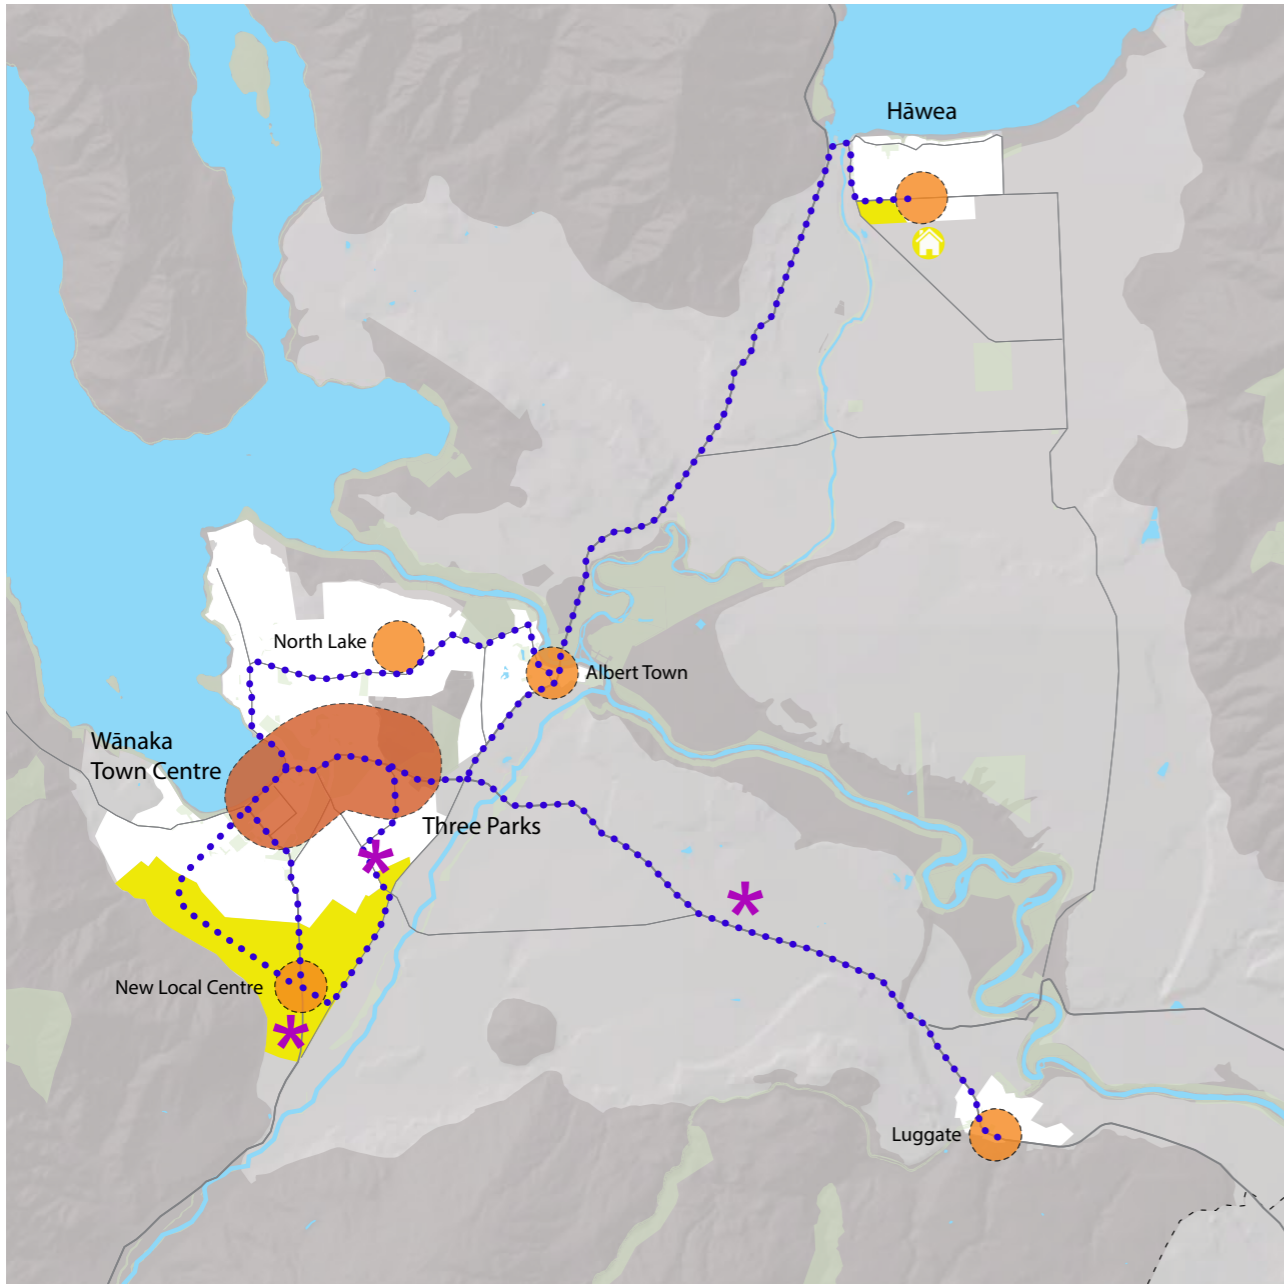 Hāwea
North Lake
Albert Town
Wānaka
Town Centre
Three Parks
New Local Centre
Luggate